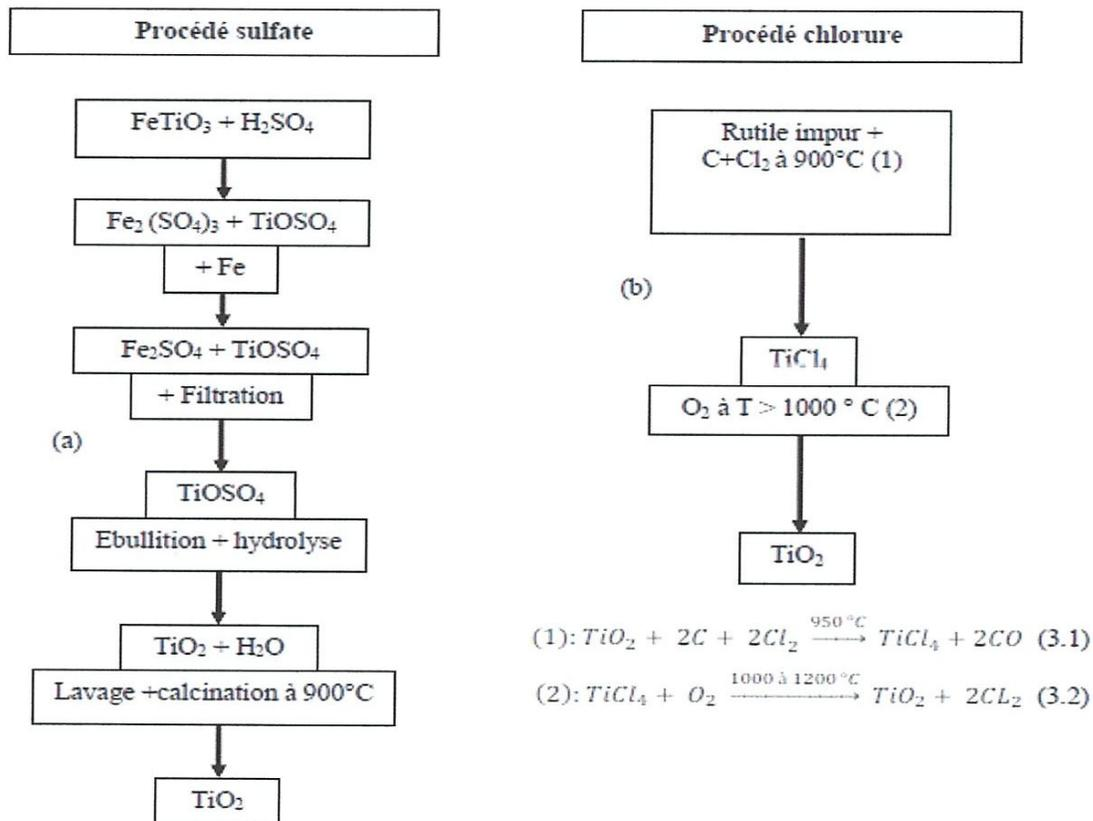 Procédé sulfate
FeTiO₃ + H₂SO₄
Fe₂ (SO₄)₃ + TiOSO₄
+ Fe
Fe₂SO₄ + TiOSO₄
+ Filtration
(a)
TiOSO₄
Ebullition + hydrolyse
TiO₂ + H₂O
Lavage +calcination à 900°C
TiO₂
Procédé chlorure
Rutile impur +
C+Cl₂ à 900°C (1)
(b)
TiCl₄
O₂ à T > 1000 ° C (2)
TiO₂
(1): TiO₂ + 2C + 2Cl₂ —950 °C→ TiCl₄ + 2CO (3.1)
(2): TiCl₄ + O₂ —1000 à 1200 °C→ TiO₂ + 2CL₂ (3.2)